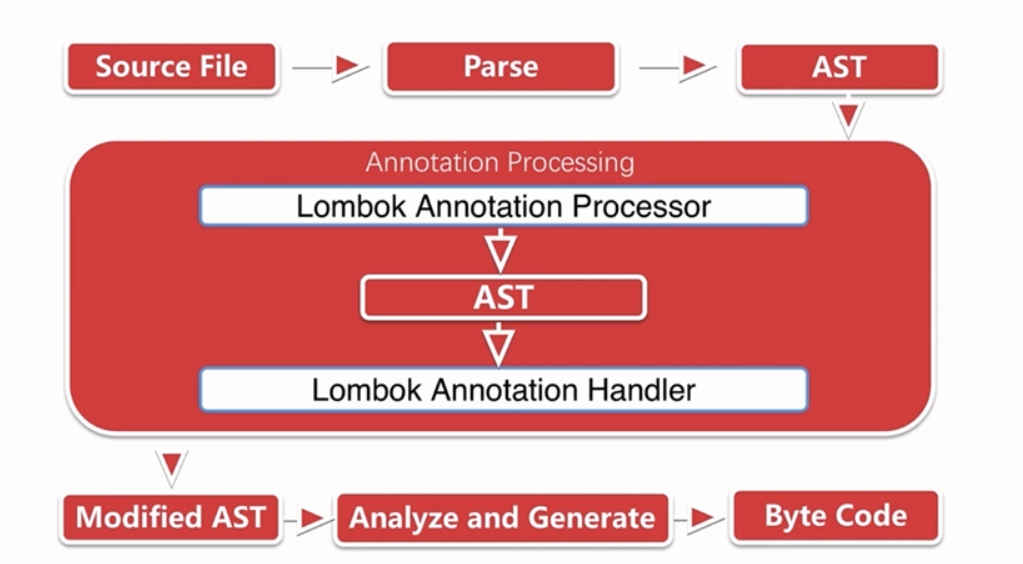 Source File
Parse
AST
Annotation Processing
Lombok Annotation Processor
AST
Lombok Annotation Handler
Modified AST
Analyze and Generate
Byte Code